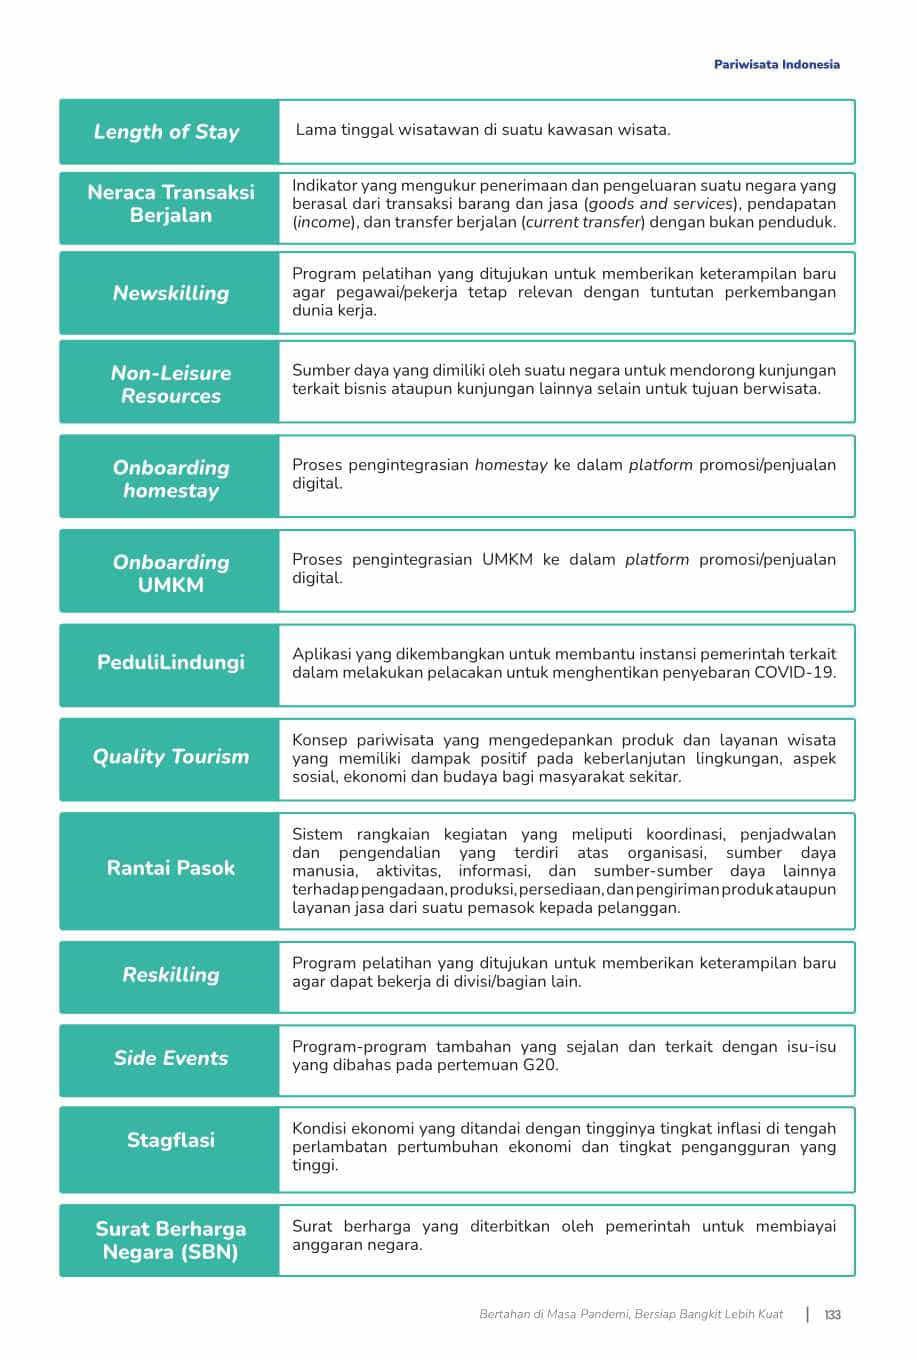 Pariwisata Indonesia
Length of Stay
Lama tinggal wisatawan di suatu kawasan wisata.
Neraca Transaksi
Berjalan
Indikator yang mengukur penerimaan dan pengeluaran suatu negara yang
berasal dari transaksi barang dan jasa (goods and services), pendapatan
(income), dan transfer berjalan (current transfer) dengan bukan penduduk.
Newskilling
Program pelatihan yang ditujukan untuk memberikan keterampilan baru
agar pegawai/pekerja tetap relevan dengan tuntutan perkembangan
dunia kerja.
Non-Leisure
Resources
Sumber daya yang dimiliki oleh suatu negara untuk mendorong kunjungan
terkait bisnis ataupun kunjungan lainnya selain untuk tujuan berwisata.
Onboarding
homestay
Proses pengintegrasian homestay ke dalam platform promosi/penjualan
digital.
Onboarding
UMKM
Proses pengintegrasian UMKM ke dalam platform promosi/penjualan
digital.
PeduliLindungi
Aplikasi yang dikembangkan untuk membantu instansi pemerintah terkait
dalam melakukan pelacakan untuk menghentikan penyebaran COVID-19.
Quality Tourism
Konsep pariwisata yang mengedepankan produk dan layanan wisata
yang memiliki dampak positif pada keberlanjutan lingkungan, aspek
sosial, ekonomi dan budaya bagi masyarakat sekitar.
Rantai Pasok
Sistem rangkaian kegiatan yang meliputi koordinasi, penjadwalan
dan pengendalian yang terdiri atas organisasi, sumber daya
manusia, aktivitas, informasi, dan sumber-sumber daya lainnya
terhadap pengadaan, produksi, persediaan, dan pengiriman produk ataupun
layanan jasa dari suatu pemasok kepada pelanggan.
Reskilling
Program pelatihan yang ditujukan untuk memberikan keterampilan baru
agar dapat bekerja di divisi/bagian lain.
Side Events
Program-program tambahan yang sejalan dan terkait dengan isu-isu
yang dibahas pada pertemuan G20.
Stagflasi
Kondisi ekonomi yang ditandai dengan tingginya tingkat inflasi di tengah
perlambatan pertumbuhan ekonomi dan tingkat pengangguran yang
tinggi.
Surat Berharga
Negara (SBN)
Surat berharga yang diterbitkan oleh pemerintah untuk membiayai
anggaran negara.
Bertahan di Masa Pandemi, Bersiap Bangkit Lebih Kuat | 133